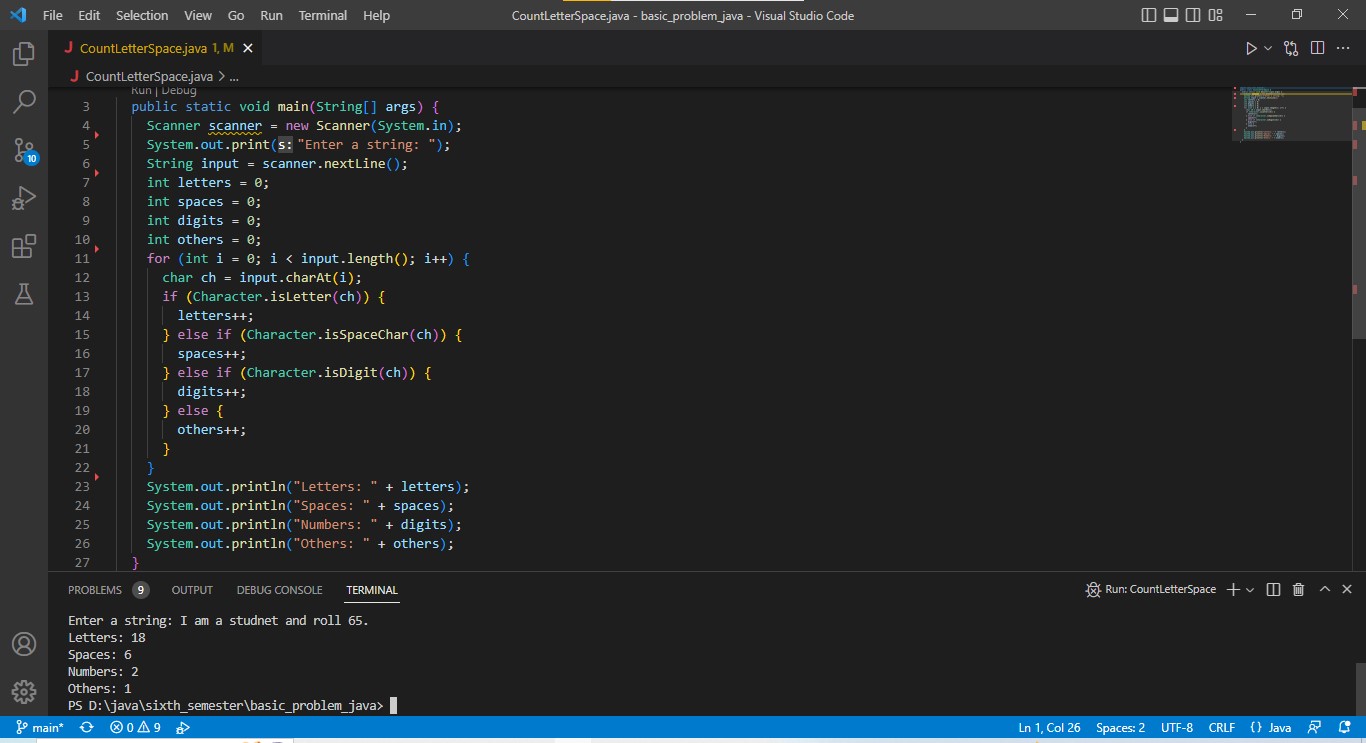 File Edit Selection View Go Run Terminal Help CountLetterSpace.java - basic_problem_java - Visual Studio Code
J CountLetterSpace.java 1, M
J CountLetterSpace.java > ...
10
Run | Debug
3 public static void main(String[] args) {
4 Scanner scanner = new Scanner(System.in);
5 System.out.print(s:"Enter a string: ");
6 String input = scanner.nextLine();
7 int letters = 0;
8 int spaces = 0;
9 int digits = 0;
10 int others = 0;
11 for (int i = 0; i < input.length(); i++) {
12 char ch = input.charAt(i);
13 if (Character.isLetter(ch)) {
14 letters++;
15 } else if (Character.isSpaceChar(ch)) {
16 spaces++;
17 } else if (Character.isDigit(ch)) {
18 digits++;
19 } else {
20 others++;
21 }
22 }
23 System.out.println("Letters: " + letters);
24 System.out.println("Spaces: " + spaces);
25 System.out.println("Numbers: " + digits);
26 System.out.println("Others: " + others);
27 }
PROBLEMS 9 OUTPUT DEBUG CONSOLE TERMINAL Run: CountLetterSpace
Enter a string: I am a studnet and roll 65.
Letters: 18
Spaces: 6
Numbers: 2
Others: 1
PS D:\java\sixth_semester\basic_problem_java>
main* 0 9 Ln 1, Col 26 Spaces: 2 UTF-8 CRLF {} Java